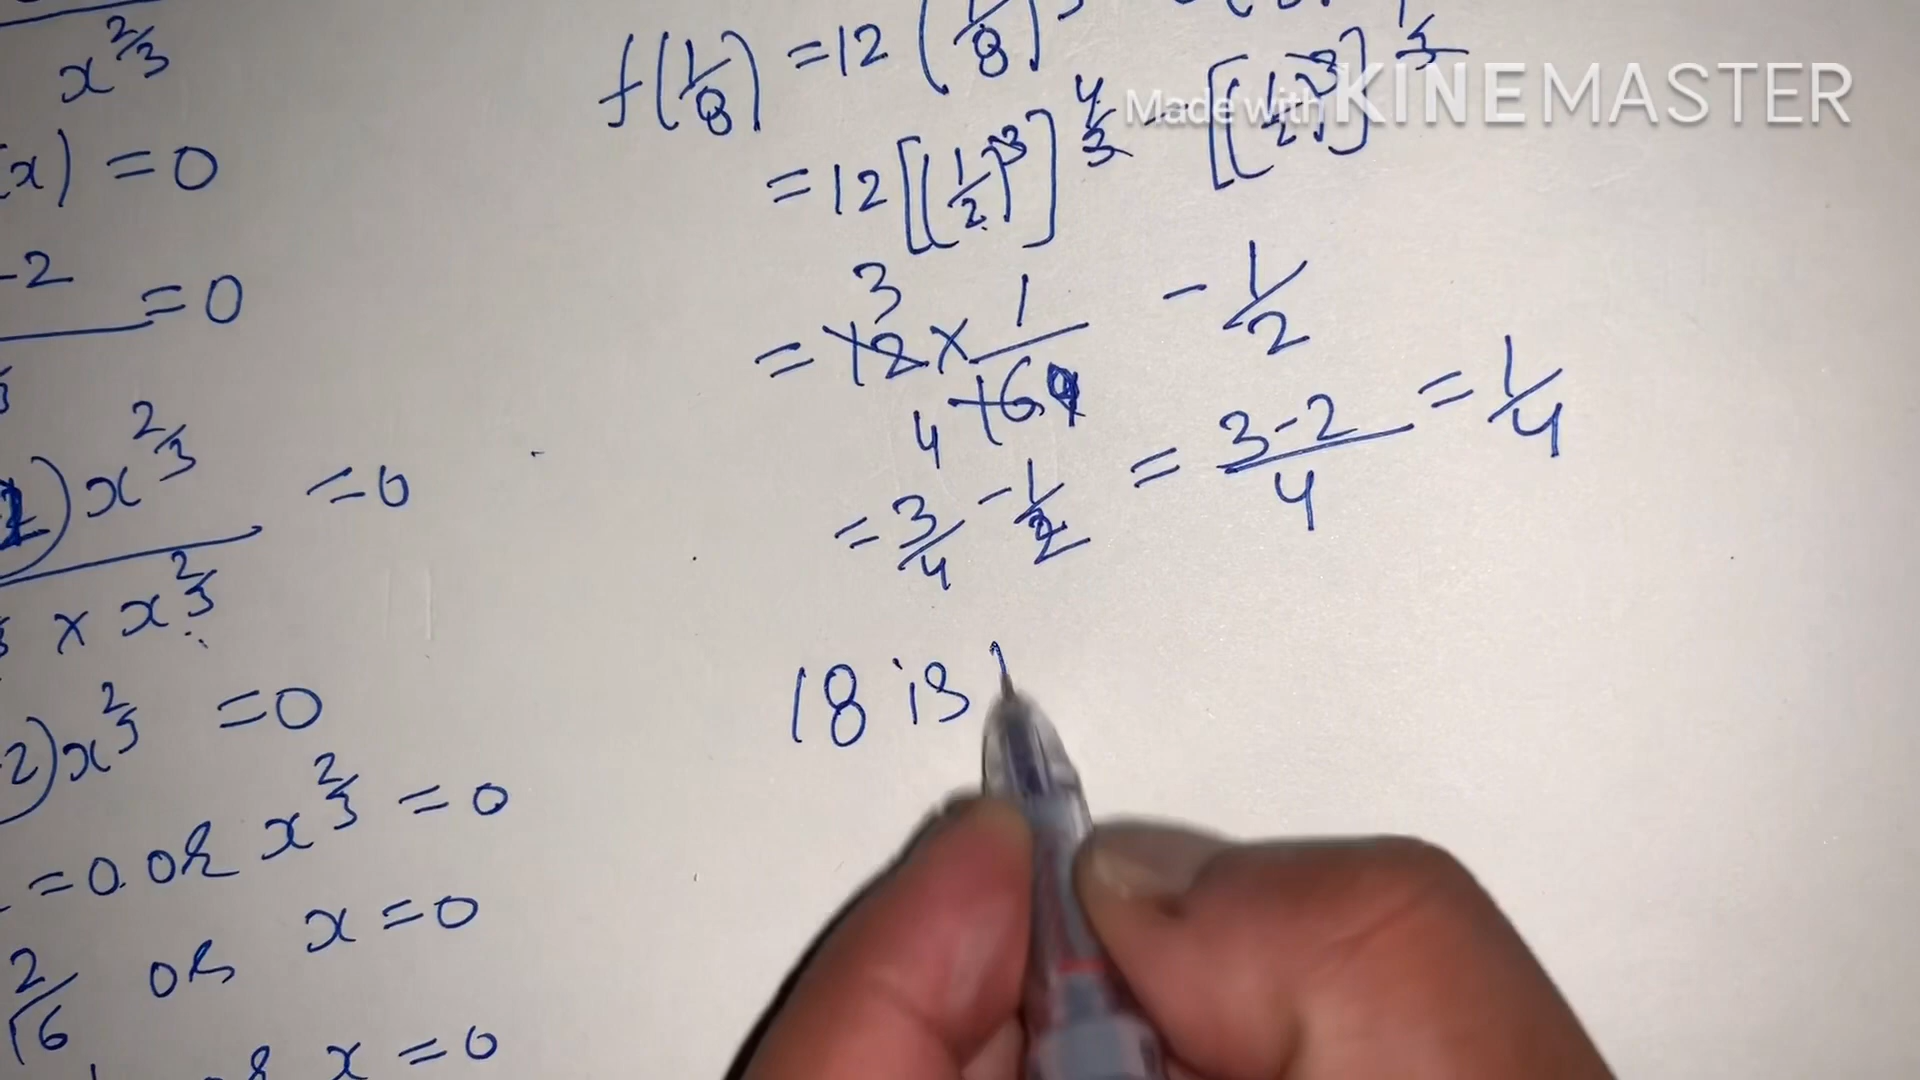 x^{2/3}
(x) = 0
-2 = 0
)x^{2/3} = 0
× x^{2/3}
2)x^{2/3} = 0
= 0 or x^{2/3} = 0
2/16 or x = 0
x = 0
f(1/8) = 12(1/8)
= 12[(1/2)^3]^{4/3} - [(1/2)^3]^{1/3}
= 12 × 1/16 - 1/2
3
4
= 3/4 - 1/2 = 3-2/4 = 1/4
18 is
Made with KINEMASTER